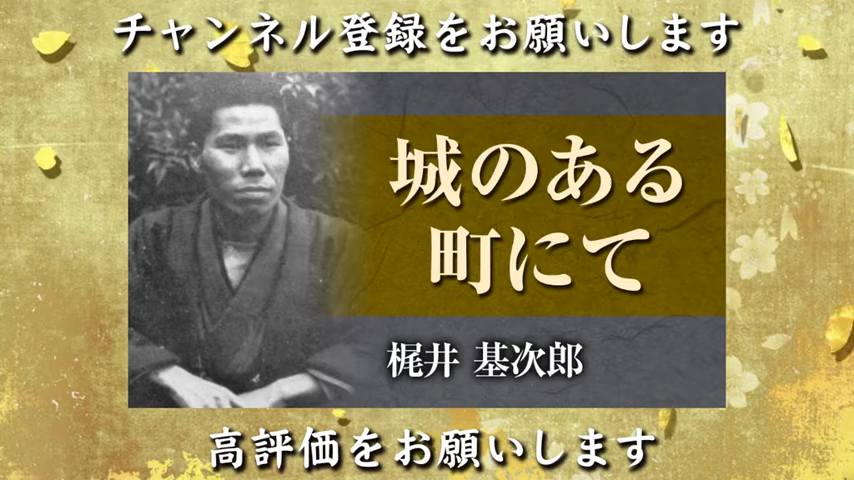 チャンネル登録をお願いします
城のある
町にて
梶井 基次郎
高評価をお願いします